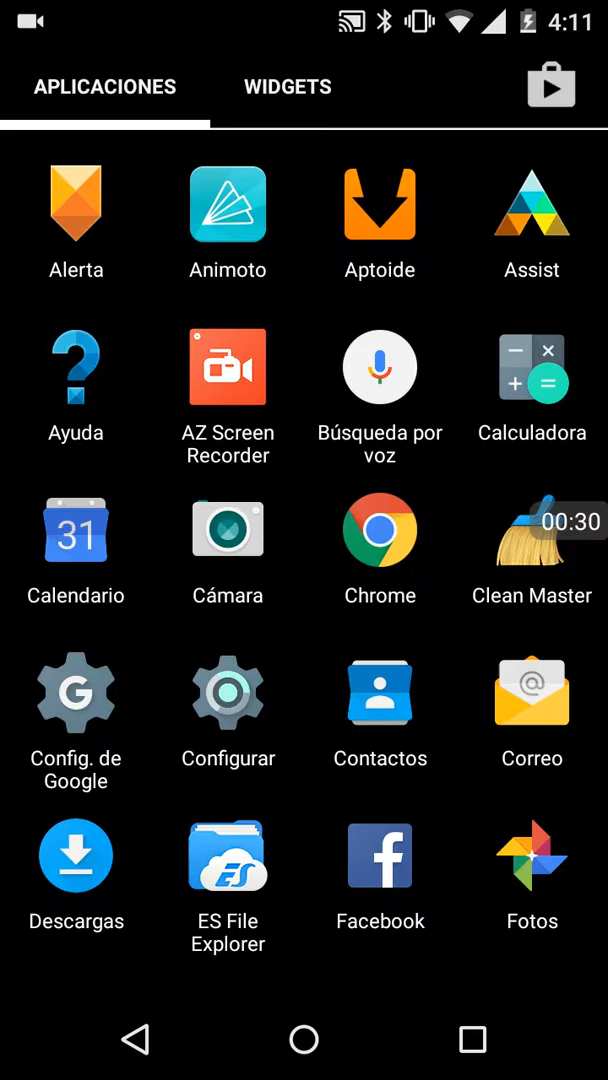 4:11
APLICACIONES
WIDGETS
Alerta
Animoto
Aptoide
Assist
Ayuda
AZ Screen
Recorder
Búsqueda por
voz
Calculadora
31
00:30
Calendario
Cámara
Chrome
Clean Master
G
@
Config. de
Google
Configurar
Contactos
Correo
ES
f
Descargas
ES File
Explorer
Facebook
Fotos